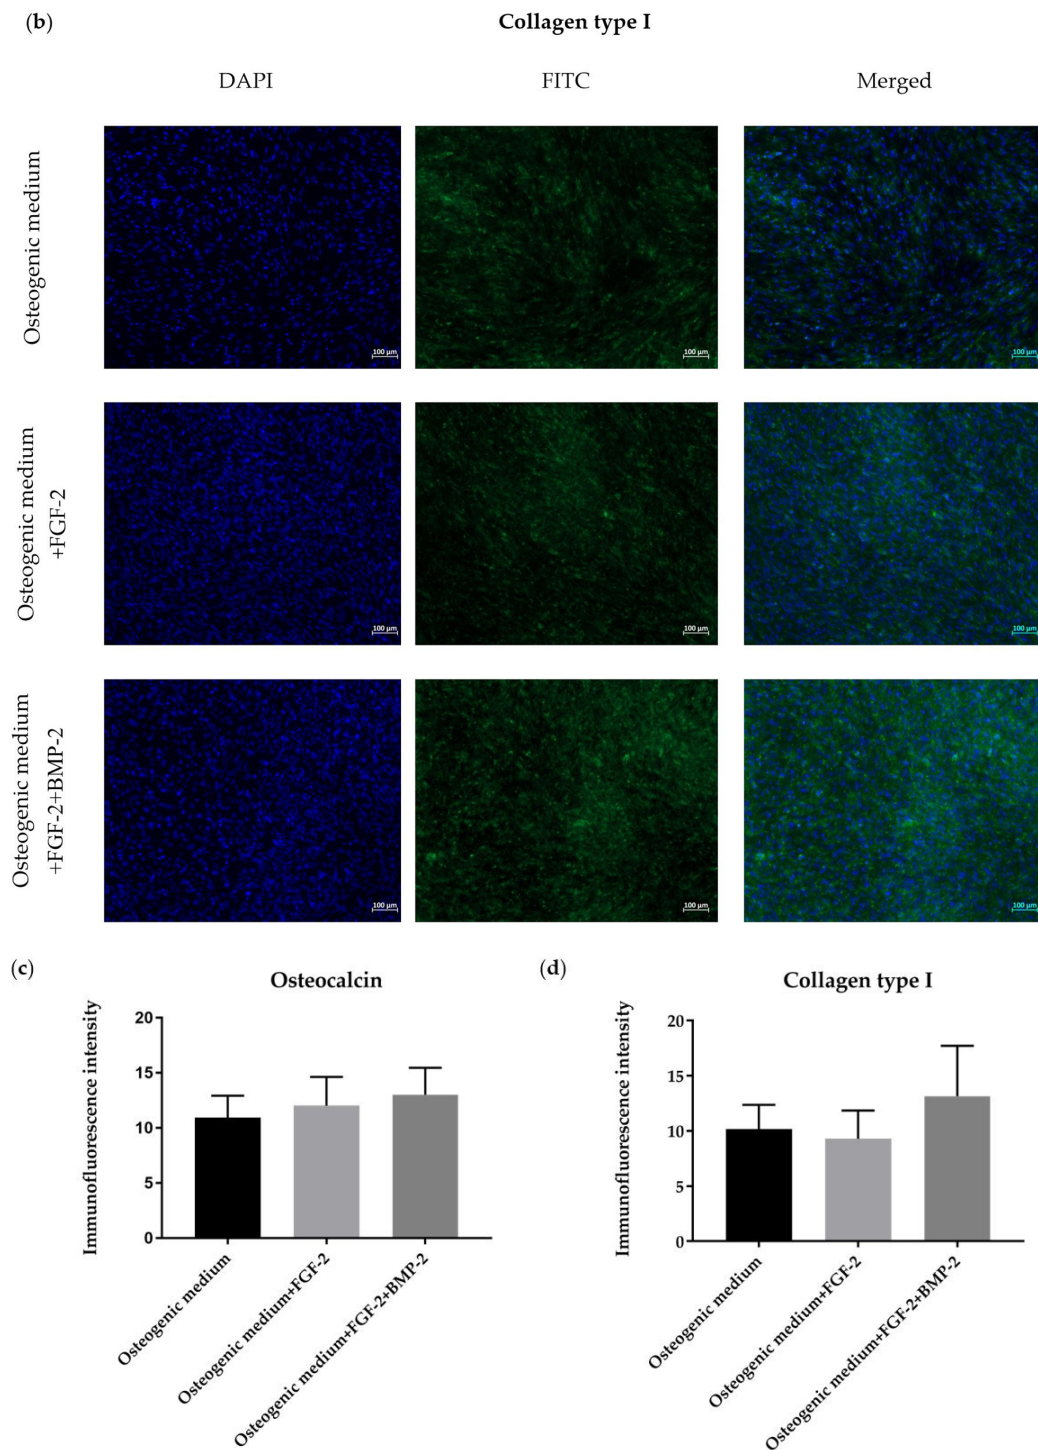 (b)
Collagen type I
DAPI
FITC
Merged
Osteogenic medium
100 µm
100 µm
100 µm
Osteogenic medium
+FGF-2
100 µm
100 µm
100 µm
Osteogenic medium
+FGF-2+BMP-2
100 µm
100 µm
100 µm
(c)
Osteocalcin
Immunofluorescence intensity
20
15
10
5
0
Osteogenic medium
Osteogenic medium+FGF-2
Osteogenic medium+FGF-2+BMP-2
(d)
Collagen type I
Immunofluorescence intensity
20
15
10
5
0
Osteogenic medium
Osteogenic medium+FGF-2
Osteogenic medium+FGF-2+BMP-2